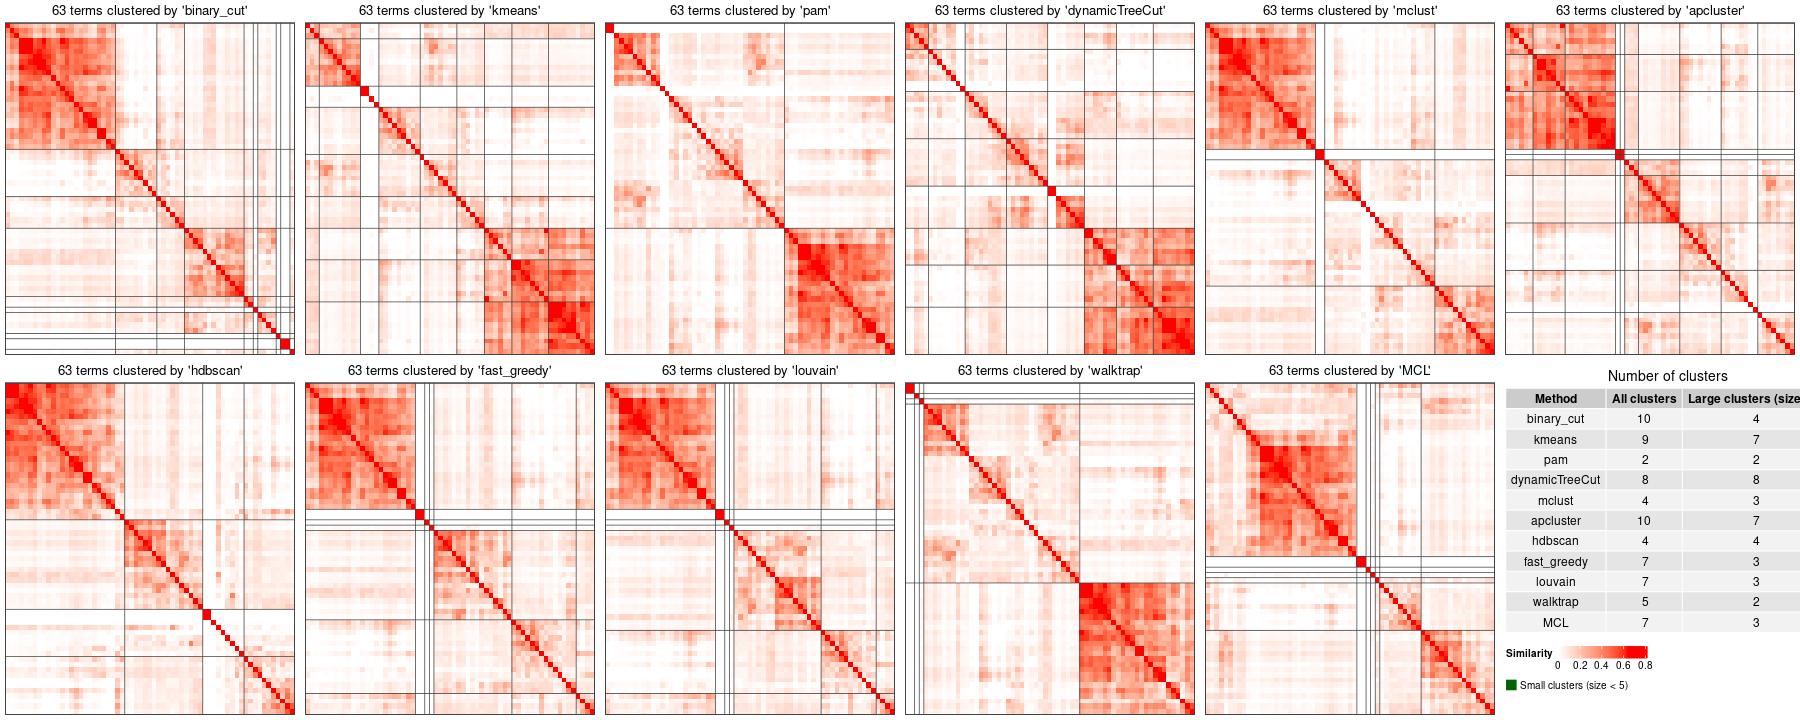 63 terms clustered by 'binary_cut'
63 terms clustered by 'kmeans'
63 terms clustered by 'pam'
63 terms clustered by 'dynamicTreeCut'
63 terms clustered by 'mclust'
63 terms clustered by 'apcluster'
63 terms clustered by 'hdbscan'
63 terms clustered by 'fast_greedy'
63 terms clustered by 'louvain'
63 terms clustered by 'walktrap'
63 terms clustered by 'MCL'
Number of clusters
Method All clusters Large clusters (size
binary_cut 10 4
kmeans 9 7
pam 2 2
dynamicTreeCut 8 8
mclust 4 3
apcluster 10 7
hdbscan 4 4
fast_greedy 7 3
louvain 7 3
walktrap 5 2
MCL 7 3
Similarity
0 0.2 0.4 0.6 0.8
Small clusters (size < 5)